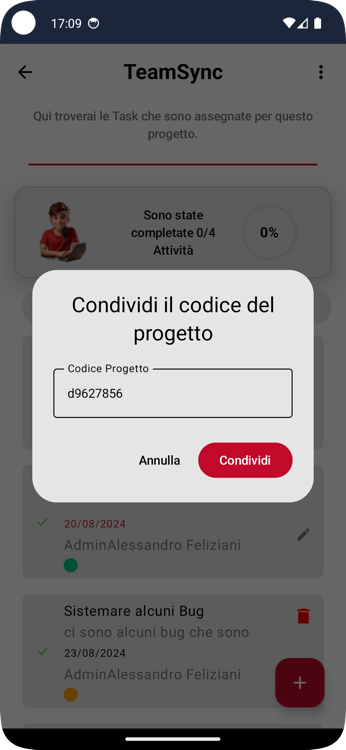 17:09
TeamSync
Qui troverai le Task che sono assegnate per questo
progetto.
Sono state
completate 0/4
Attività
0%
Condividi il codice del
progetto
Codice Progetto
d9627856
Annulla
Condividi
20/08/2024
AdminAlessandro Feliziani
Sistemare alcuni Bug
ci sono alcuni bug che sono
23/08/2024
AdminAlessandro Feliziani
+